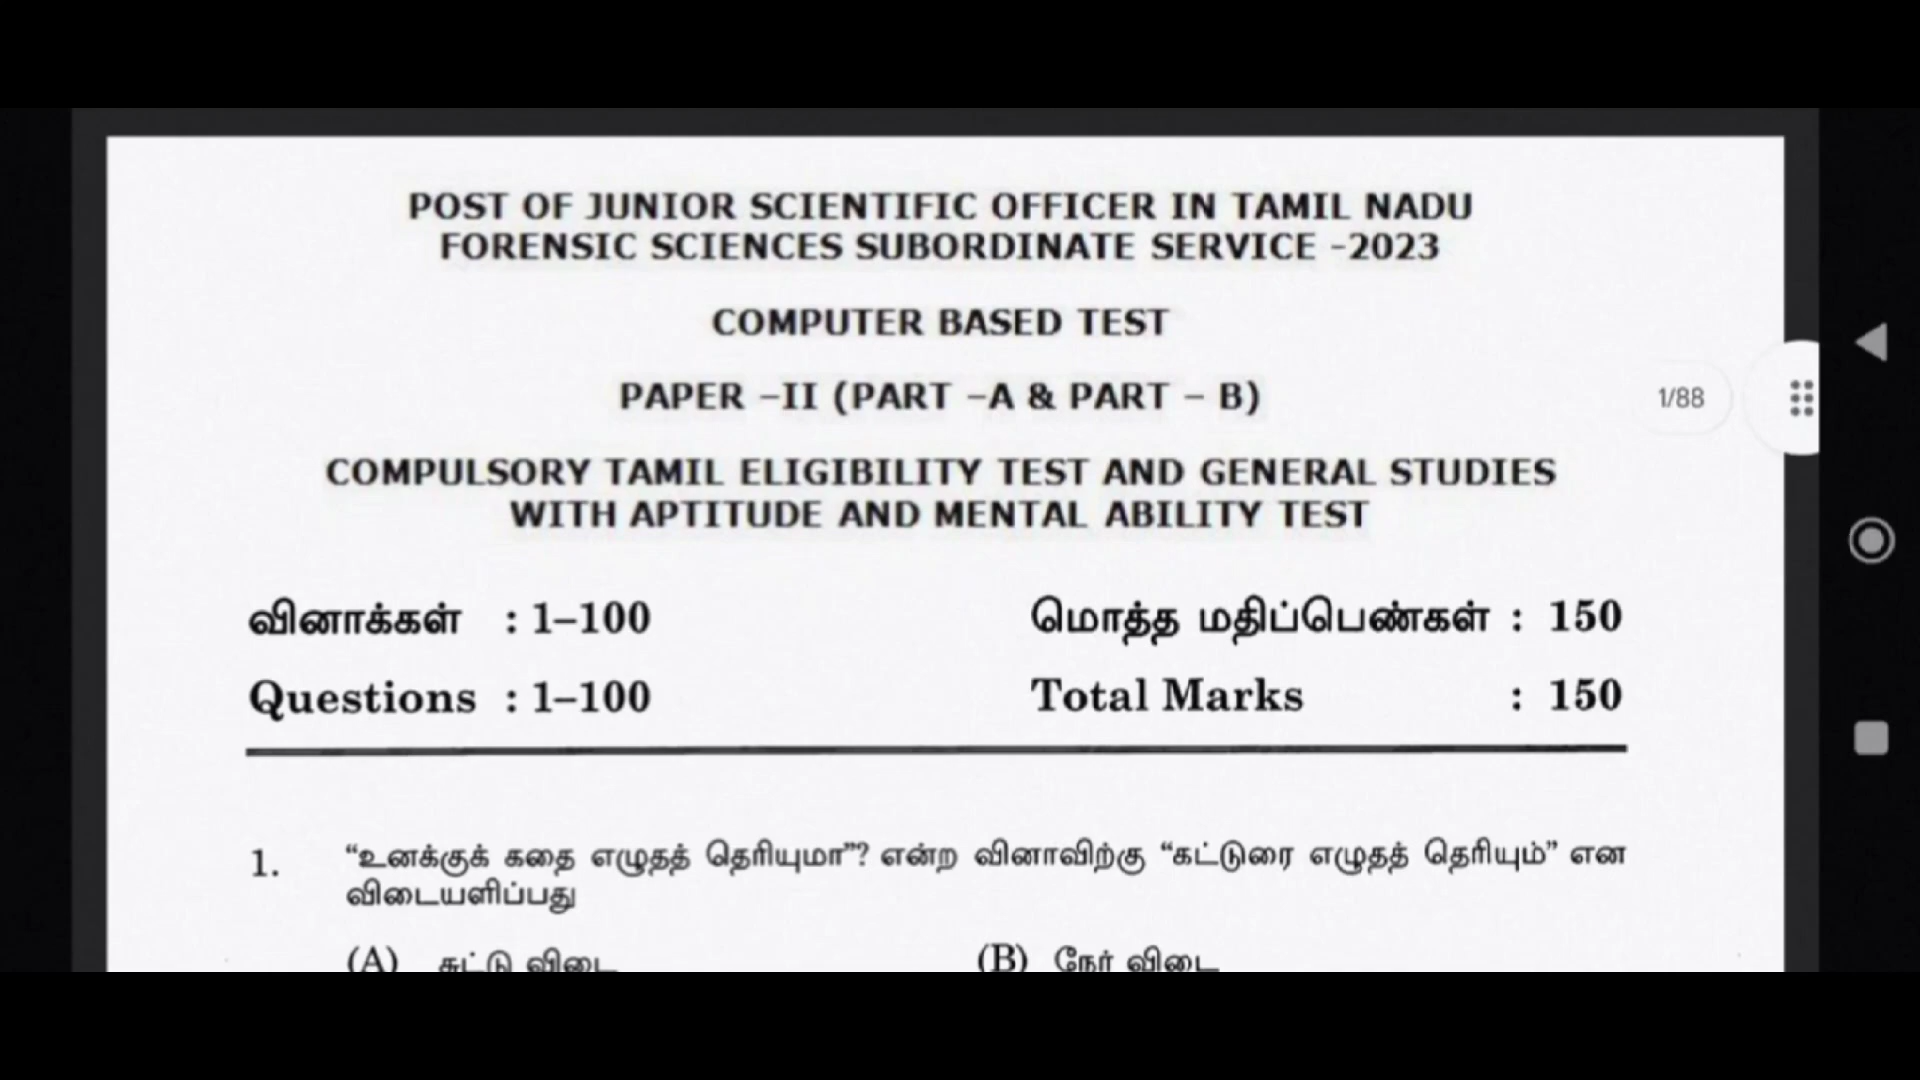 POST OF JUNIOR SCIENTIFIC OFFICER IN TAMIL NADU
FORENSIC SCIENCES SUBORDINATE SERVICE -2023
COMPUTER BASED TEST
PAPER –II (PART –A & PART – B)
1/88
COMPULSORY TAMIL ELIGIBILITY TEST AND GENERAL STUDIES
WITH APTITUDE AND MENTAL ABILITY TEST
வினாக்கள் : 1–100 மொத்த மதிப்பெண்கள் : 150
Questions : 1–100 Total Marks : 150
1. “உனக்குக் கதை எழுதத் தெரியுமா”? என்ற வினாவிற்கு “கட்டுரை எழுதத் தெரியும்” என
விடையளிப்பது
(A) சுட்டு விடை (B) நேர் விடை